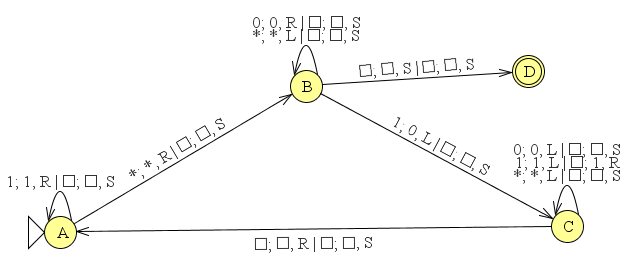 0; 0, R | □; □, S
*; *, L | □; □, S
□; □, S | □; □, S
B
D
*; *, R | □; □, S
1; 0, L | □; □, S
0; 0, L | □; □, S
1; 1, L | □; 1, R
*; *, L | □; □, S
1; 1, R | □; □, S
A
C
□; □, R | □; □, S